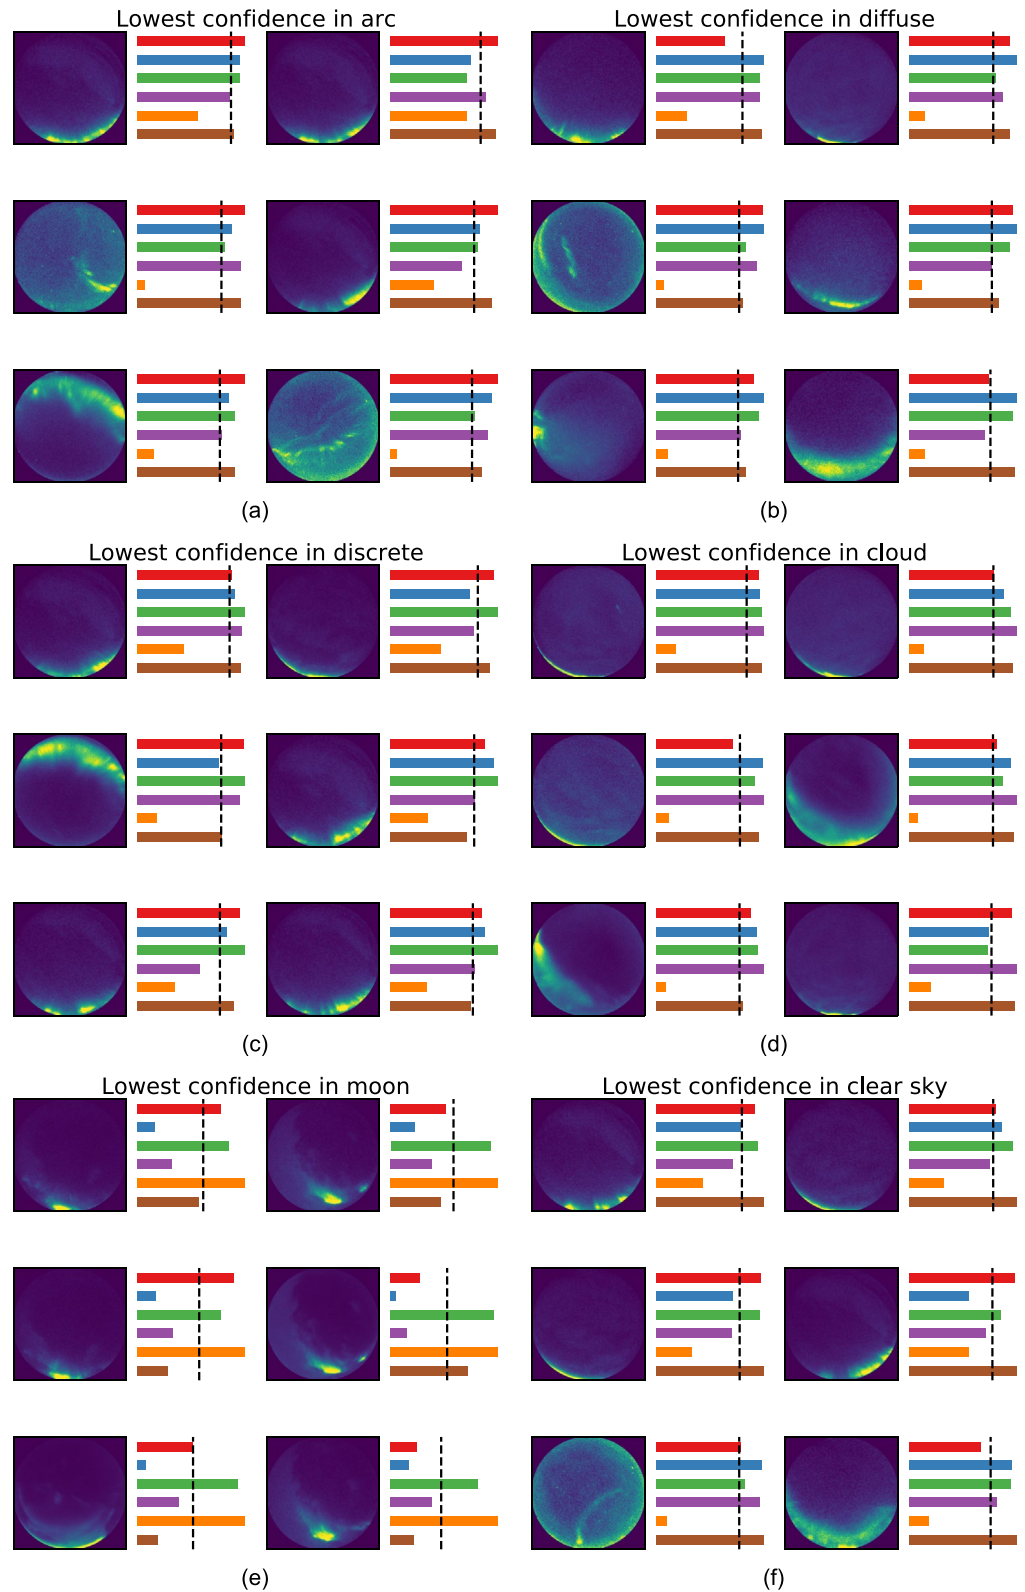 Lowest confidence in arc
Lowest confidence in diffuse
(a)
(b)
Lowest confidence in discrete
Lowest confidence in cloud
(c)
(d)
Lowest confidence in moon
Lowest confidence in clear sky
(e)
(f)